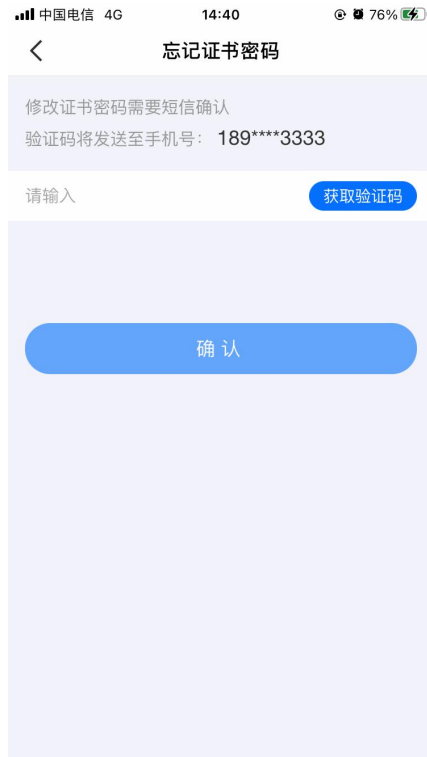 中国电信 4G 14:40 76%
忘记证书密码
修改证书密码需要短信确认
验证码将发送至手机号： 189****3333
请输入 获取验证码
确认